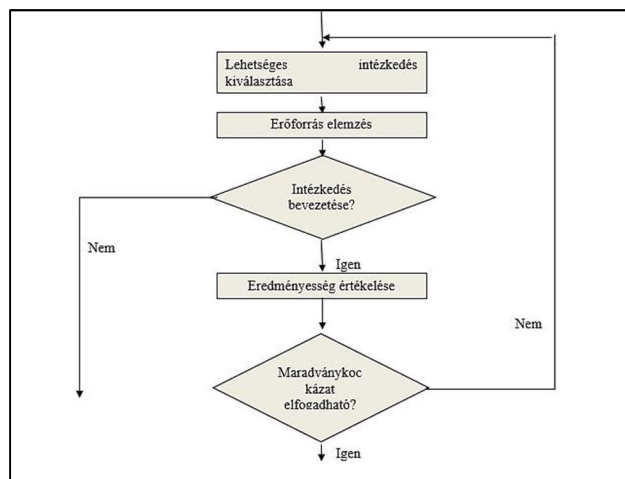 Lehetséges intézkedés
kiválasztása
Erőforrás elemzés
Intézkedés
bevezetése?
Nem
Igen
Eredményesség értékelése
Nem
Maradványkoc
kázat
elfogadható?
Igen